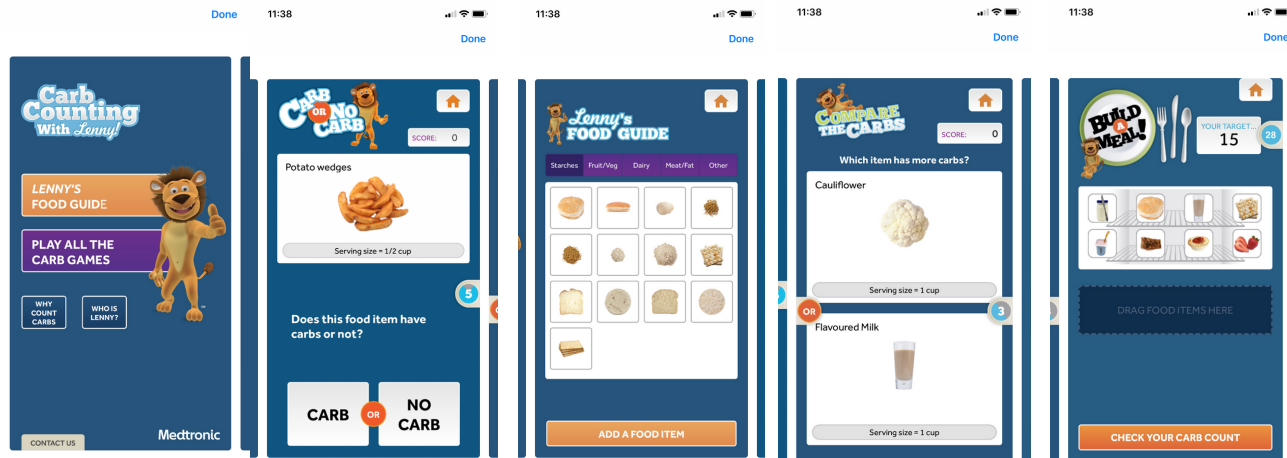 Done
Carb
Counting
With Lenny!
LENNY'S
FOOD GUIDE
PLAY ALL THE
CARB GAMES
WHY
COUNT
CARBS
WHO IS
LENNY?
CONTACT US
Medtronic
11:38
Done
CARB
OR NO
CARB
SCORE: 0
Potato wedges
Serving size = 1/2 cup
5
Does this food item have
carbs or not?
CARB
OR
NO
CARB
11:38
Done
Lenny's
FOOD GUIDE
Starches Fruit/Veg Dairy Meat/Fat Other
ADD A FOOD ITEM
11:38
Done
COMPARE
THE CARBS
SCORE: 0
Which item has more carbs?
Cauliflower
Serving size = 1 cup
OR
3
Flavoured Milk
Serving size = 1 cup
11:38
Done
BUILD
A
MEAL!
YOUR TARGET...
15
28
DRAG FOOD ITEMS HERE
CHECK YOUR CARB COUNT